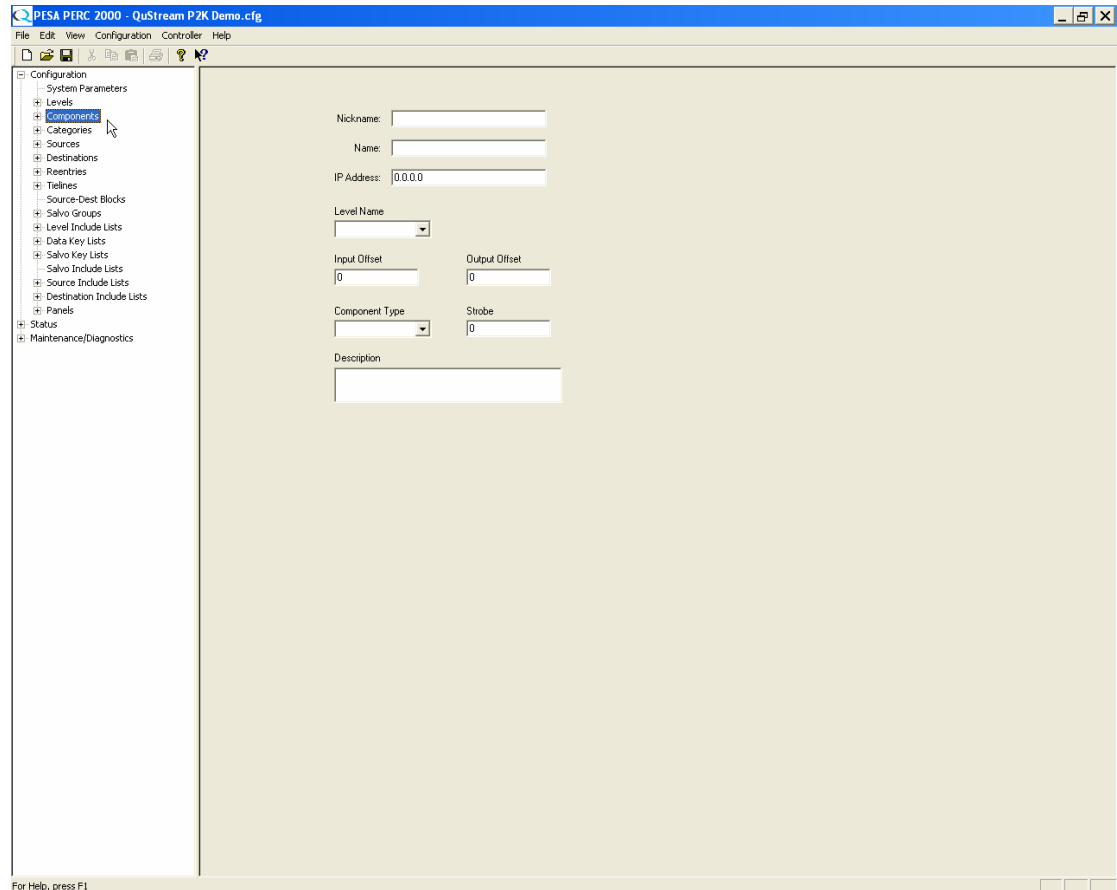 PESA PERC 2000 - QuStream P2K Demo.cfg
File Edit View Configuration Controller Help
Configuration
System Parameters
Levels
Components
Categories
Sources
Destinations
Reentries
Tielines
Source-Dest Blocks
Salvo Groups
Level Include Lists
Data Key Lists
Salvo Key Lists
Salvo Include Lists
Source Include Lists
Destination Include Lists
Panels
Status
Maintenance/Diagnostics
Nickname:
Name:
IP Address: 0.0.0.0
Level Name
Input Offset Output Offset
0 0
Component Type Strobe
0
Description
For Help, press F1